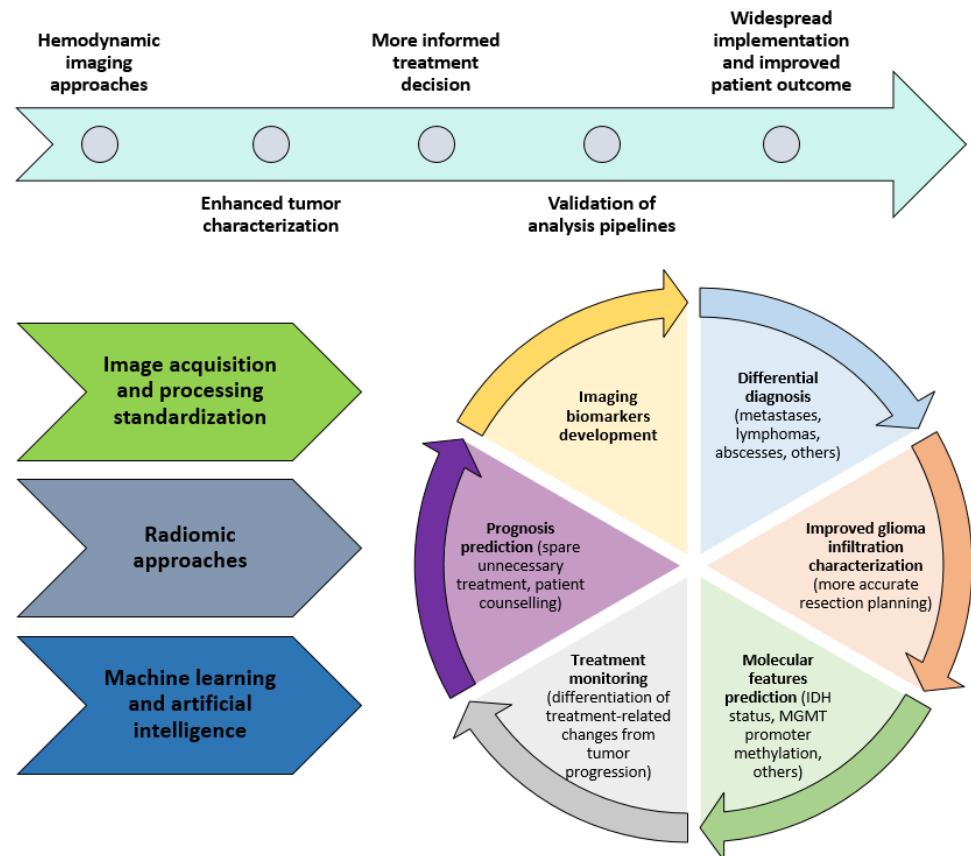 Hemodynamic
imaging
approaches
More informed
treatment
decision
Widespread
implementation
and improved
patient outcome
Enhanced tumor
characterization
Validation of
analysis pipelines
Image acquisition
and processing
standardization
Radiomic
approaches
Machine learning
and artificial
intelligence
Imaging
biomarkers
development
Differential
diagnosis
(metastases,
lymphomas,
abscesses, others)
Improved glioma
infiltration
characterization
(more accurate
resection planning)
Molecular
features
prediction (IDH
status, MGMT
promoter
methylation,
others)
Treatment
monitoring
(differentiation of
treatment-related
changes from
tumor
progression)
Prognosis
prediction (spare
unnecessary
treatment, patient
counselling)